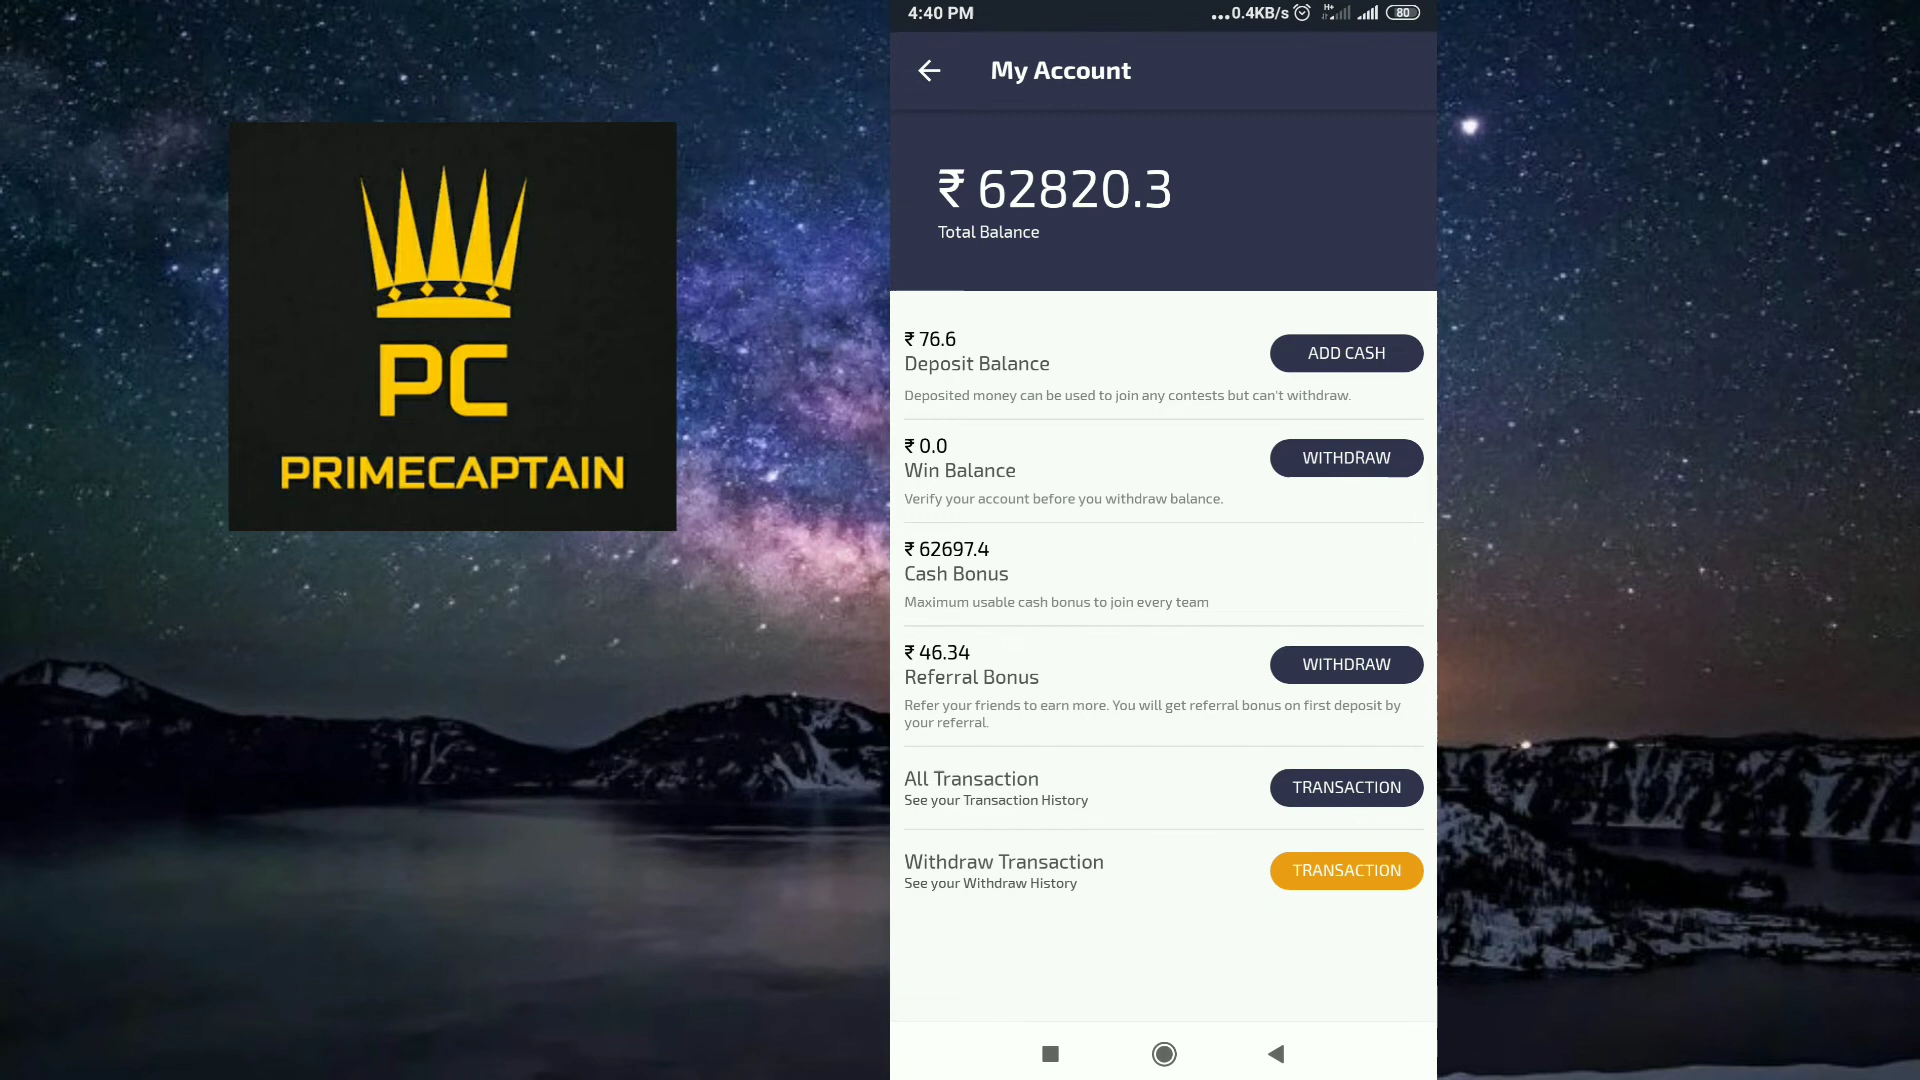 PC
PRIMECAPTAIN
4:40 PM
...0.4KB/s
H+
80
My Account
₹ 62820.3
Total Balance
₹ 76.6
Deposit Balance
ADD CASH
Deposited money can be used to join any contests but can't withdraw.
₹ 0.0
Win Balance
WITHDRAW
Verify your account before you withdraw balance.
₹ 62697.4
Cash Bonus
Maximum usable cash bonus to join every team
₹ 46.34
Referral Bonus
WITHDRAW
Refer your friends to earn more. You will get referral bonus on first deposit by
your referral.
All Transaction
See your Transaction History
TRANSACTION
Withdraw Transaction
See your Withdraw History
TRANSACTION